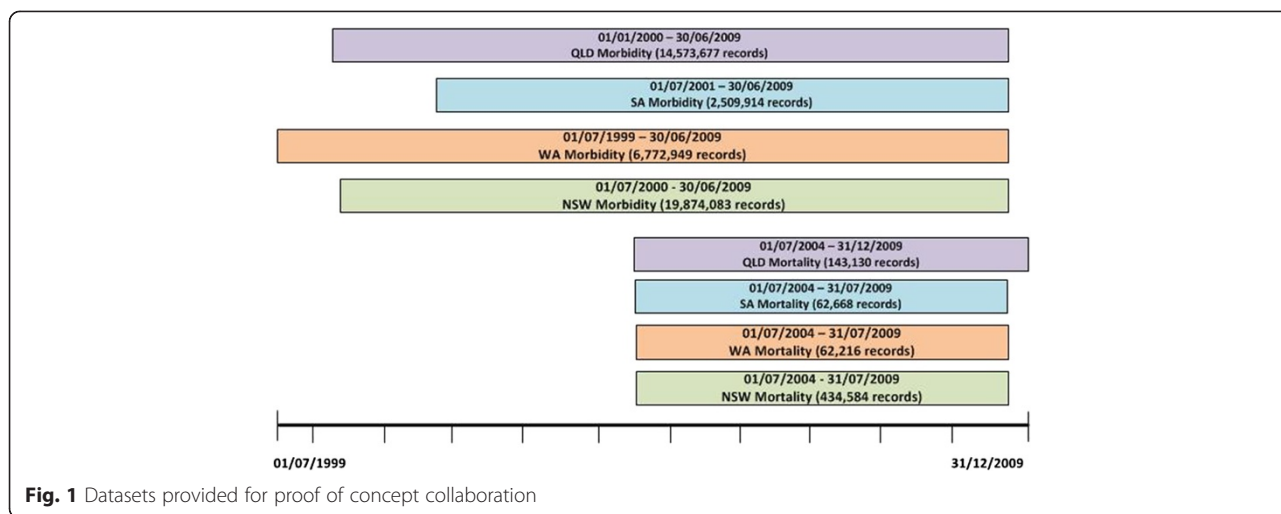 01/01/2000 – 30/06/2009
QLD Morbidity (14,573,677 records)
01/07/2001 – 30/06/2009
SA Morbidity (2,509,914 records)
01/07/1999 – 30/06/2009
WA Morbidity (6,772,949 records)
01/07/2000 - 30/06/2009
NSW Morbidity (19,874,083 records)
01/07/2004 – 31/12/2009
QLD Mortality (143,130 records)
01/07/2004 – 31/07/2009
SA Mortality (62,668 records)
01/07/2004 – 31/07/2009
WA Mortality (62,216 records)
01/07/2004 - 31/07/2009
NSW Mortality (434,584 records)
01/07/1999 31/12/2009
Fig. 1 Datasets provided for proof of concept collaboration